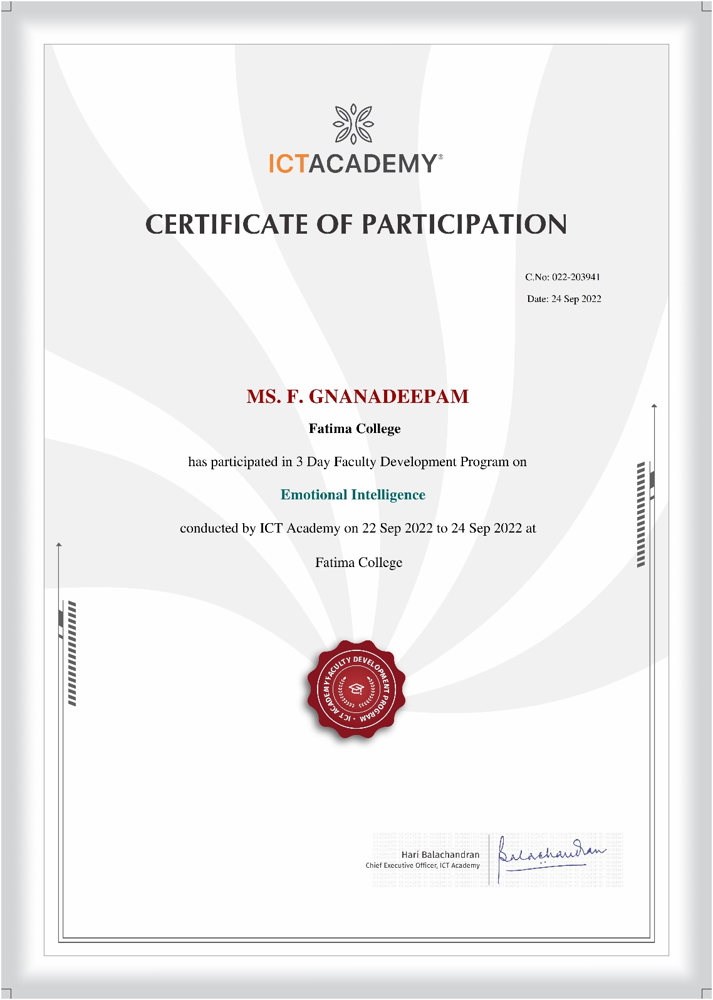 ICTACADEMY®
CERTIFICATE OF PARTICIPATION
C.No: 022-203941
Date: 24 Sep 2022
MS. F. GNANADEEPAM
Fatima College
has participated in 3 Day Faculty Development Program on
Emotional Intelligence
conducted by ICT Academy on 22 Sep 2022 to 24 Sep 2022 at
Fatima College
FACULTY DEVELOPMENT PROGRAM · ICT ACADEMY
Hari Balachandran
Chief Executive Officer, ICT Academy
Balachandran